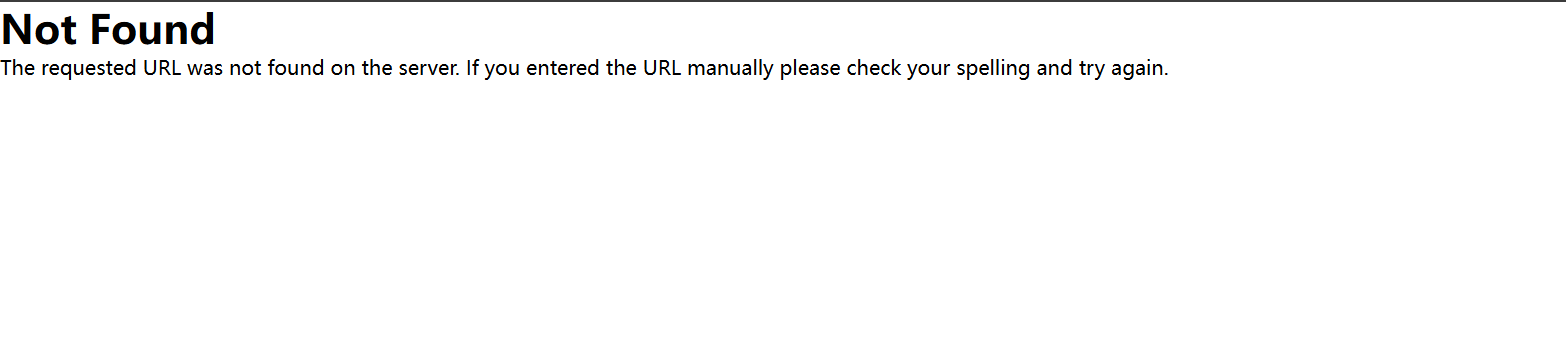 Not Found
The requested URL was not found on the server. If you entered the URL manually please check your spelling and try again.